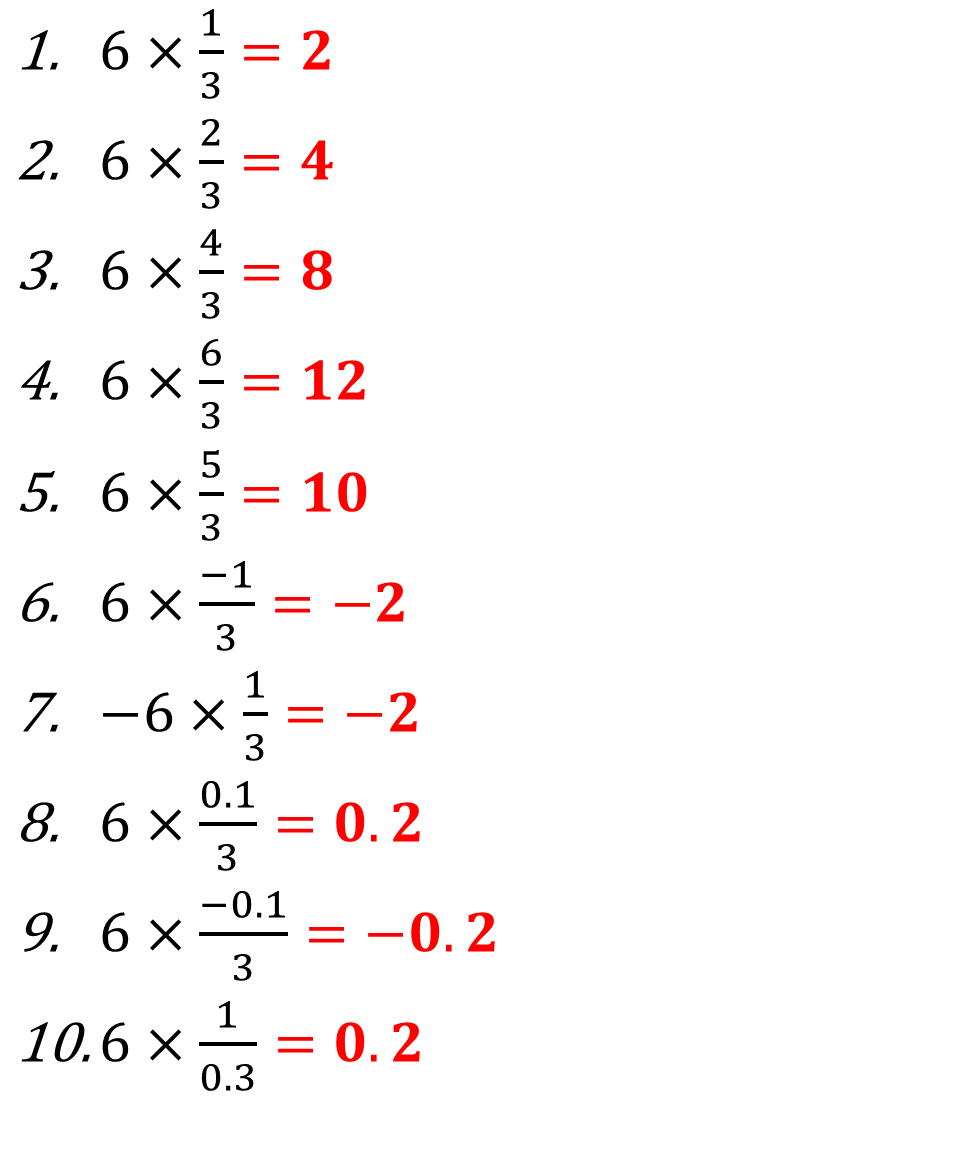 1. 6 × 1/3 = 2
2. 6 × 2/3 = 4
3. 6 × 4/3 = 8
4. 6 × 6/3 = 12
5. 6 × 5/3 = 10
6. 6 × −1/3 = −2
7. −6 × 1/3 = −2
8. 6 × 0.1/3 = 0.2
9. 6 × −0.1/3 = −0.2
10. 6 × 1/0.3 = 0.2